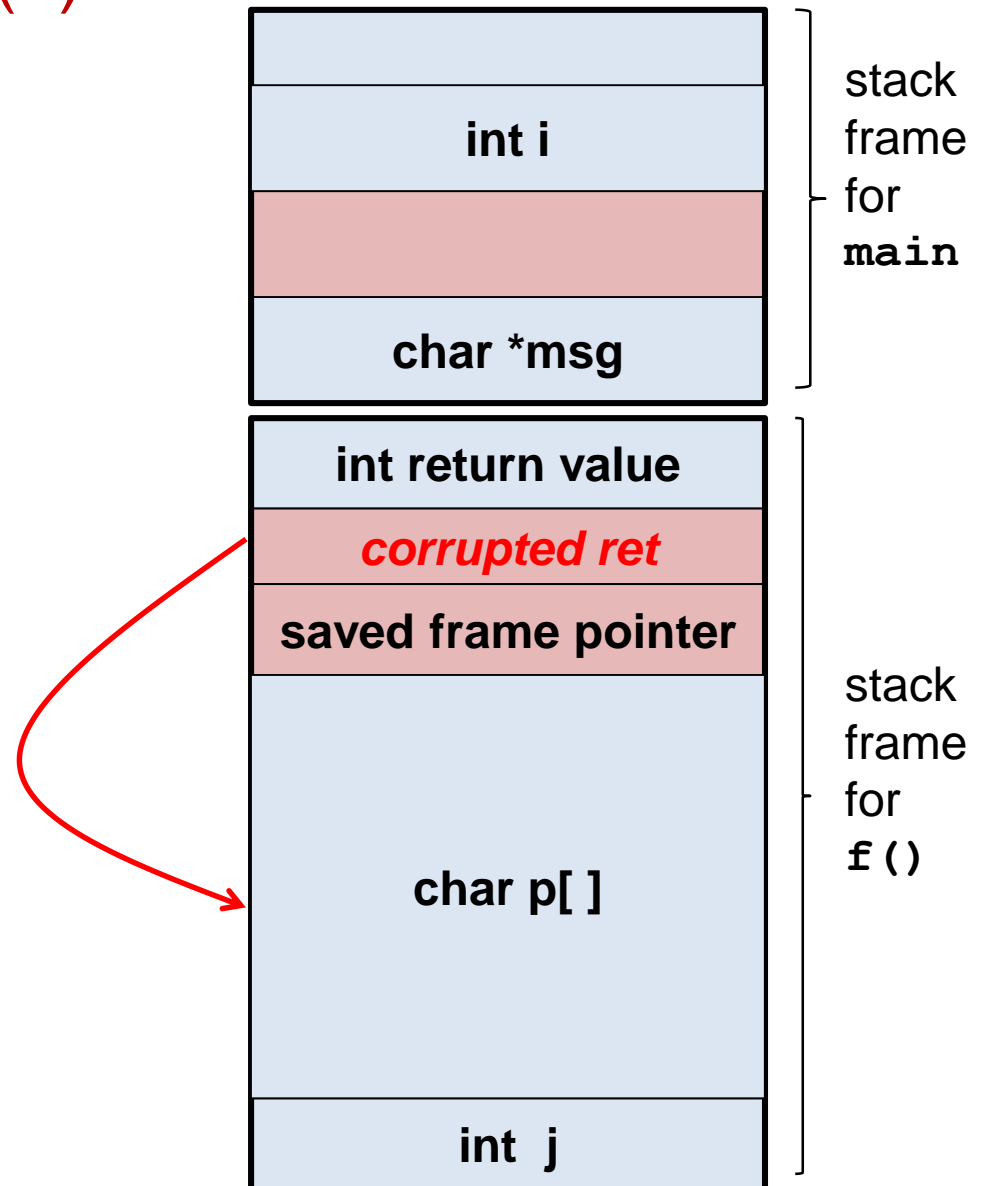 ( )
int i
char *msg
stack
frame
for
main
int return value
corrupted ret
saved frame pointer
char p[ ]
int j
stack
frame
for
f()